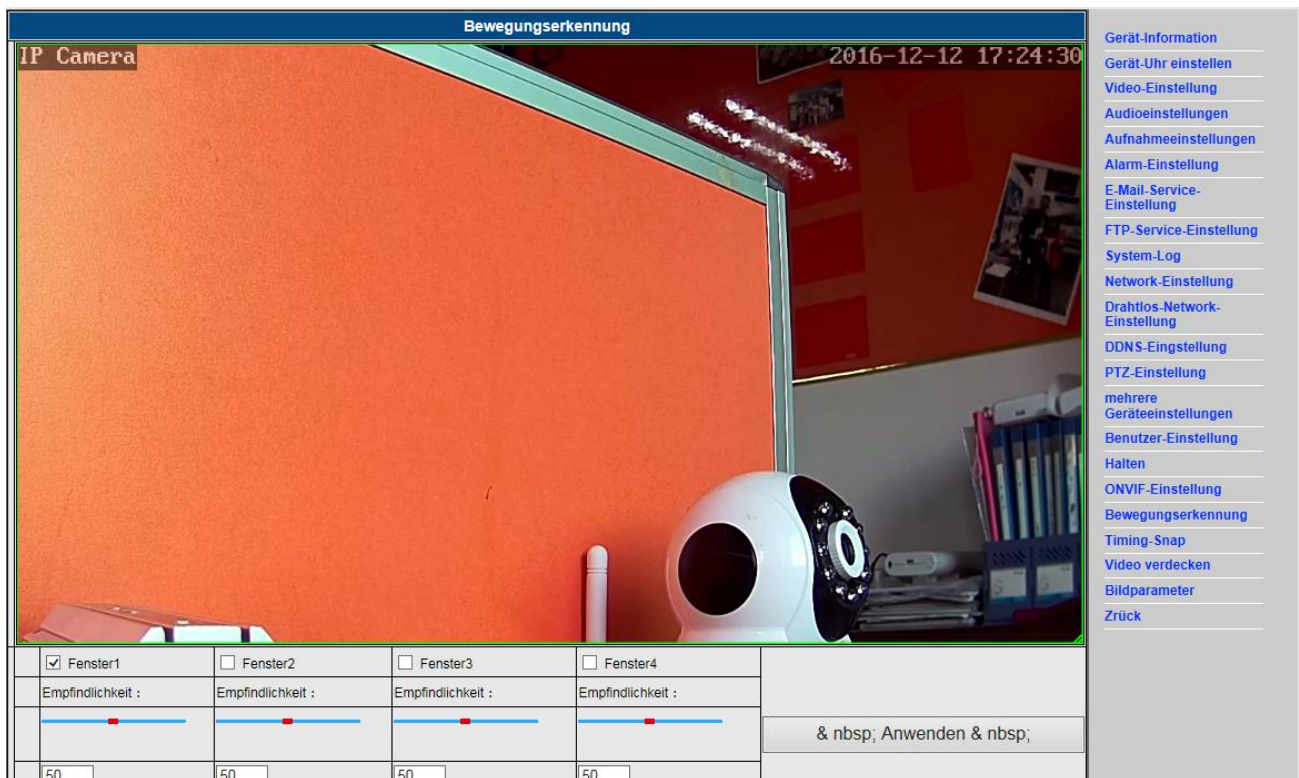 Bewegungserkennung
IP Camera
2016-12-12 17:24:30
Fenster1
Fenster2
Fenster3
Fenster4
Empfindlichkeit :
Empfindlichkeit :
Empfindlichkeit :
Empfindlichkeit :
& nbsp; Anwenden & nbsp;
50
50
50
50
Gerät-Information
Gerät-Uhr einstellen
Video-Einstellung
Audioeinstellungen
Aufnahmeeinstellungen
Alarm-Einstellung
E-Mail-Service-
Einstellung
FTP-Service-Einstellung
System-Log
Network-Einstellung
Drahtlos-Network-
Einstellung
DDNS-Eingstellung
PTZ-Einstellung
mehrere
Geräteeinstellungen
Benutzer-Einstellung
Halten
ONVIF-Einstellung
Bewegungserkennung
Timing-Snap
Video verdecken
Bildparameter
Zrück